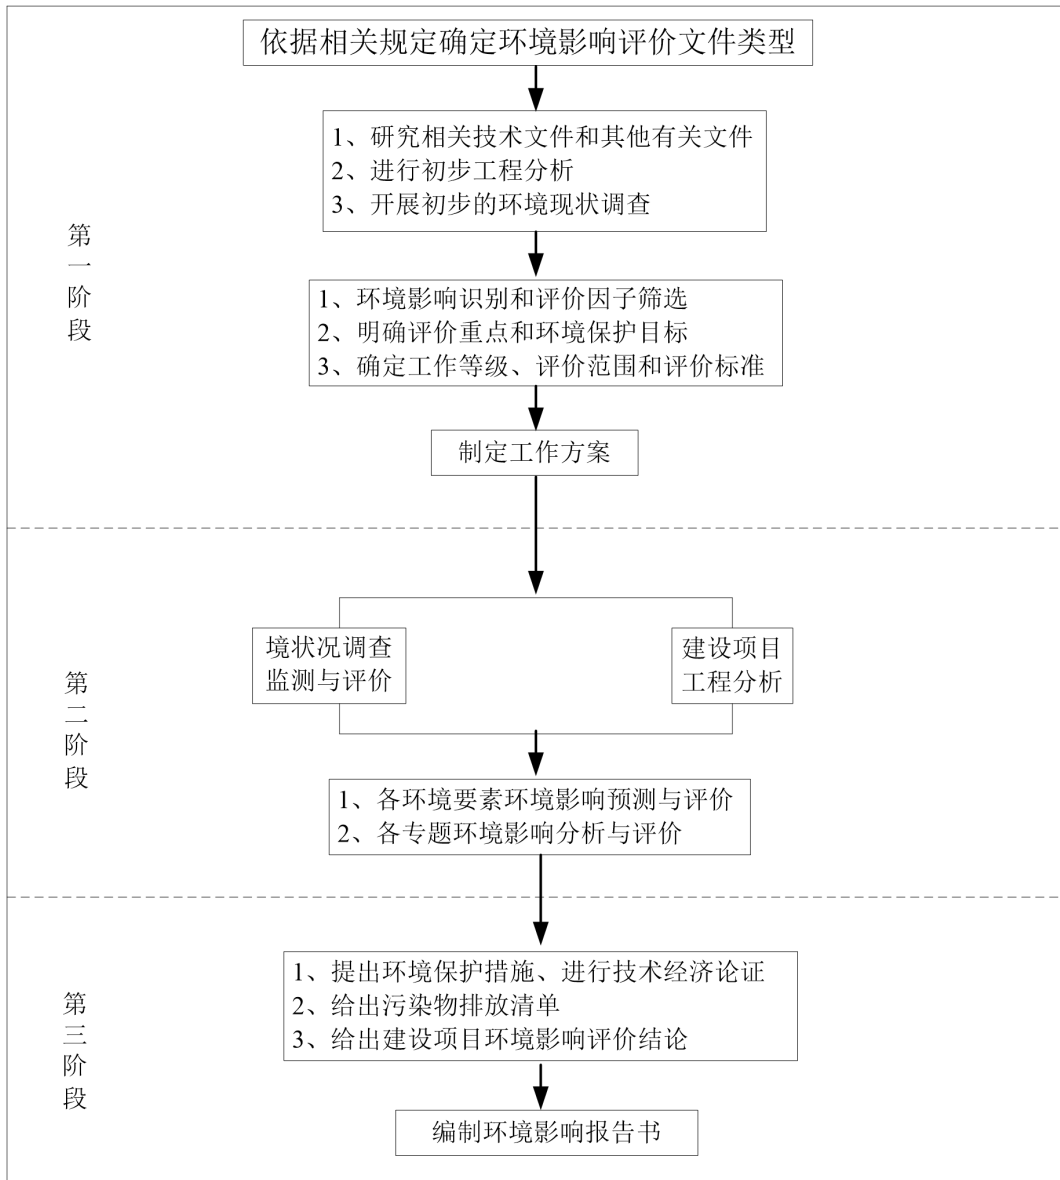 依据相关规定确定环境影响评价文件类型
1、研究相关技术文件和其他有关文件
2、进行初步工程分析
3、开展初步的环境现状调查
第一阶段
1、环境影响识别和评价因子筛选
2、明确评价重点和环境保护目标
3、确定工作等级、评价范围和评价标准
制定工作方案
第二阶段
境状况调查
监测与评价
建设项目
工程分析
1、各环境要素环境影响预测与评价
2、各专题环境影响分析与评价
第三阶段
1、提出环境保护措施、进行技术经济论证
2、给出污染物排放清单
3、给出建设项目环境影响评价结论
编制环境影响报告书